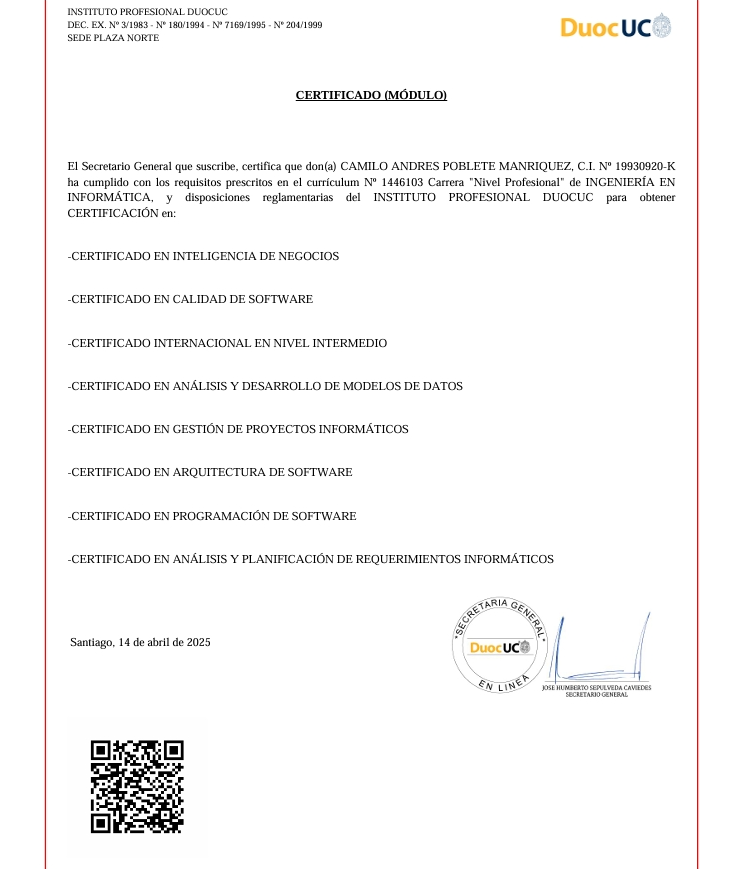 INSTITUTO PROFESIONAL DUOCUC
DEC. EX. Nº 3/1983 - Nº 180/1994 - Nº 7169/1995 - Nº 204/1999
SEDE PLAZA NORTE
DuocUC
CERTIFICADO (MÓDULO)
El Secretario General que suscribe, certifica que don(a) CAMILO ANDRES POBLETE MANRIQUEZ, C.I. Nº 19930920-K
ha cumplido con los requisitos prescritos en el currículum Nº 1446103 Carrera "Nivel Profesional" de INGENIERÍA EN
INFORMÁTICA, y disposiciones reglamentarias del INSTITUTO PROFESIONAL DUOCUC para obtener
CERTIFICACIÓN en:
-CERTIFICADO EN INTELIGENCIA DE NEGOCIOS
-CERTIFICADO EN CALIDAD DE SOFTWARE
-CERTIFICADO INTERNACIONAL EN NIVEL INTERMEDIO
-CERTIFICADO EN ANÁLISIS Y DESARROLLO DE MODELOS DE DATOS
-CERTIFICADO EN GESTIÓN DE PROYECTOS INFORMÁTICOS
-CERTIFICADO EN ARQUITECTURA DE SOFTWARE
-CERTIFICADO EN PROGRAMACIÓN DE SOFTWARE
-CERTIFICADO EN ANÁLISIS Y PLANIFICACIÓN DE REQUERIMIENTOS INFORMÁTICOS
Santiago, 14 de abril de 2025
*SECRETARIA GENERAL*
DuocUC
EN LINEA
JOSE HUMBERTO SEPULVEDA CAVIEDES
SECRETARIO GENERAL